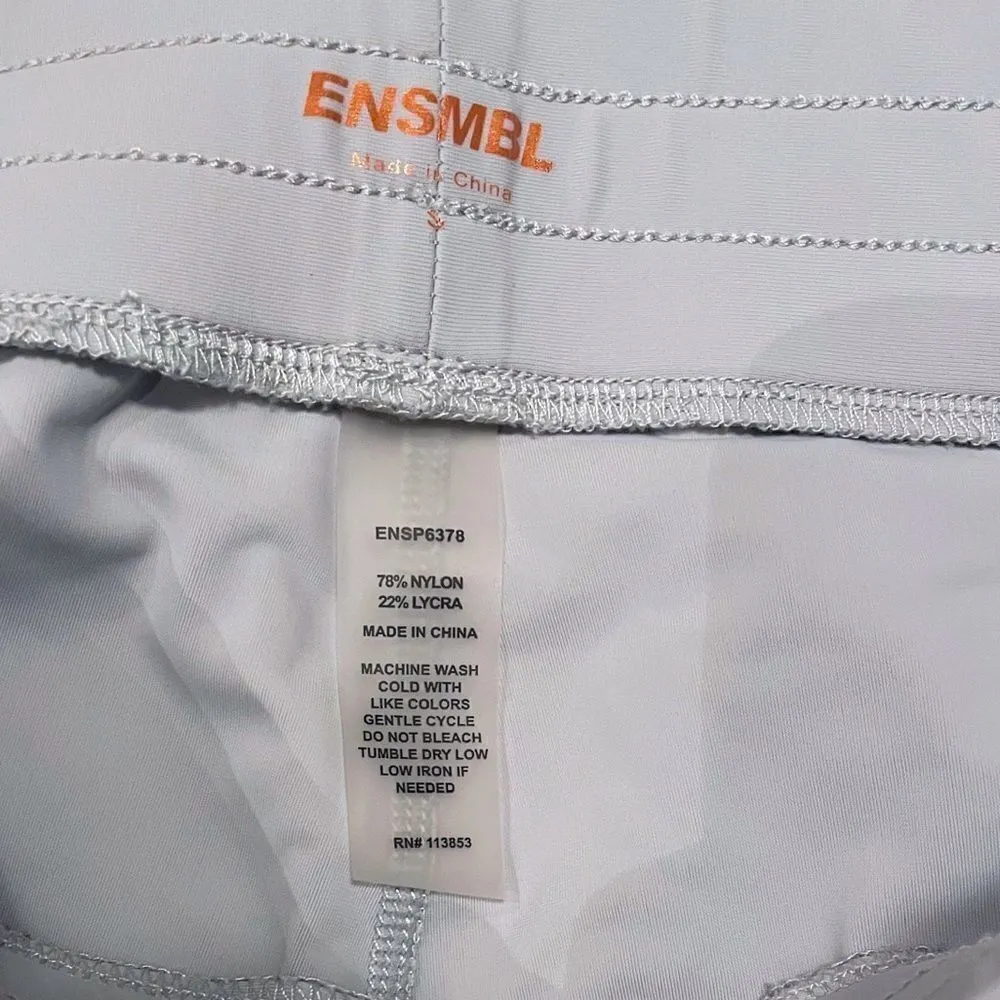 ENSMBL
Made in China
S
ENSP6378
78% NYLON
22% LYCRA
MADE IN CHINA
MACHINE WASH
COLD WITH
LIKE COLORS
GENTLE CYCLE
DO NOT BLEACH
TUMBLE DRY LOW
LOW IRON IF
NEEDED
RN# 113853